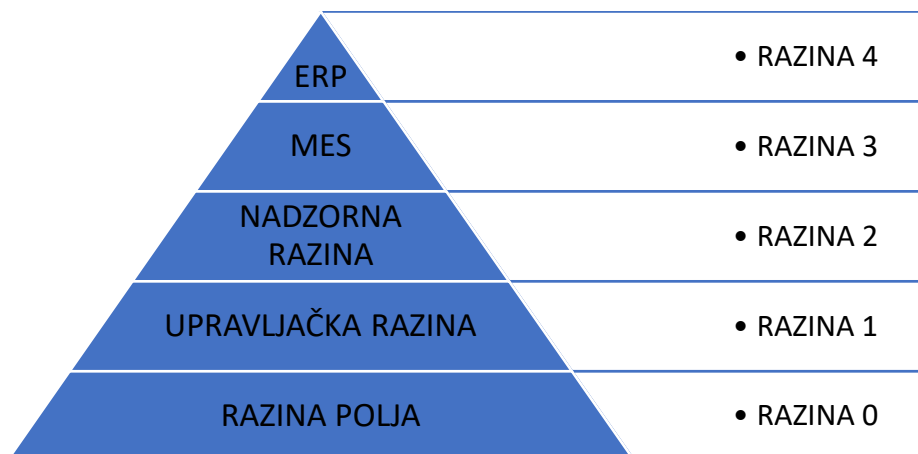 ERP
• RAZINA 4
MES
• RAZINA 3
NADZORNA
RAZINA
• RAZINA 2
UPRAVLJAČKA RAZINA
• RAZINA 1
RAZINA POLJA
• RAZINA 0